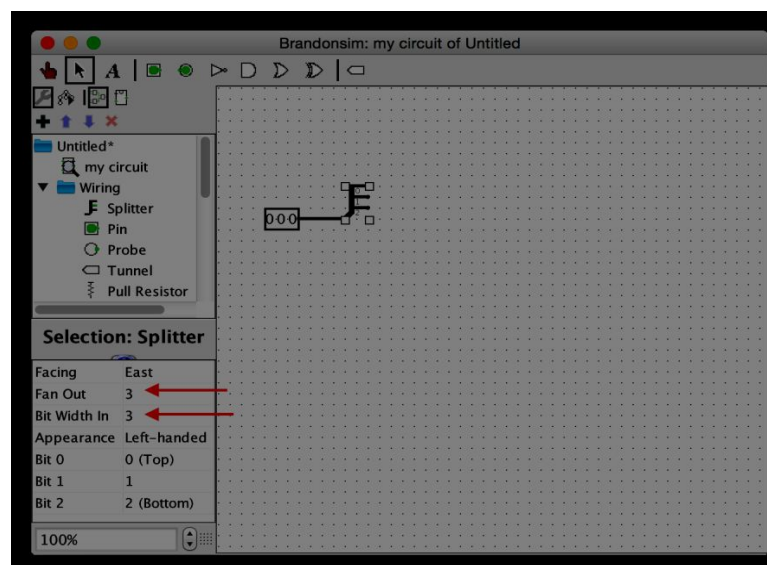 Brandonsim: my circuit of Untitled
A
Untitled*
my circuit
Wiring
Splitter
Pin
Probe
Tunnel
Pull Resistor
000
Selection: Splitter
Facing East
Fan Out 3
Bit Width In 3
Appearance Left-handed
Bit 0 0 (Top)
Bit 1 1
Bit 2 2 (Bottom)
100%